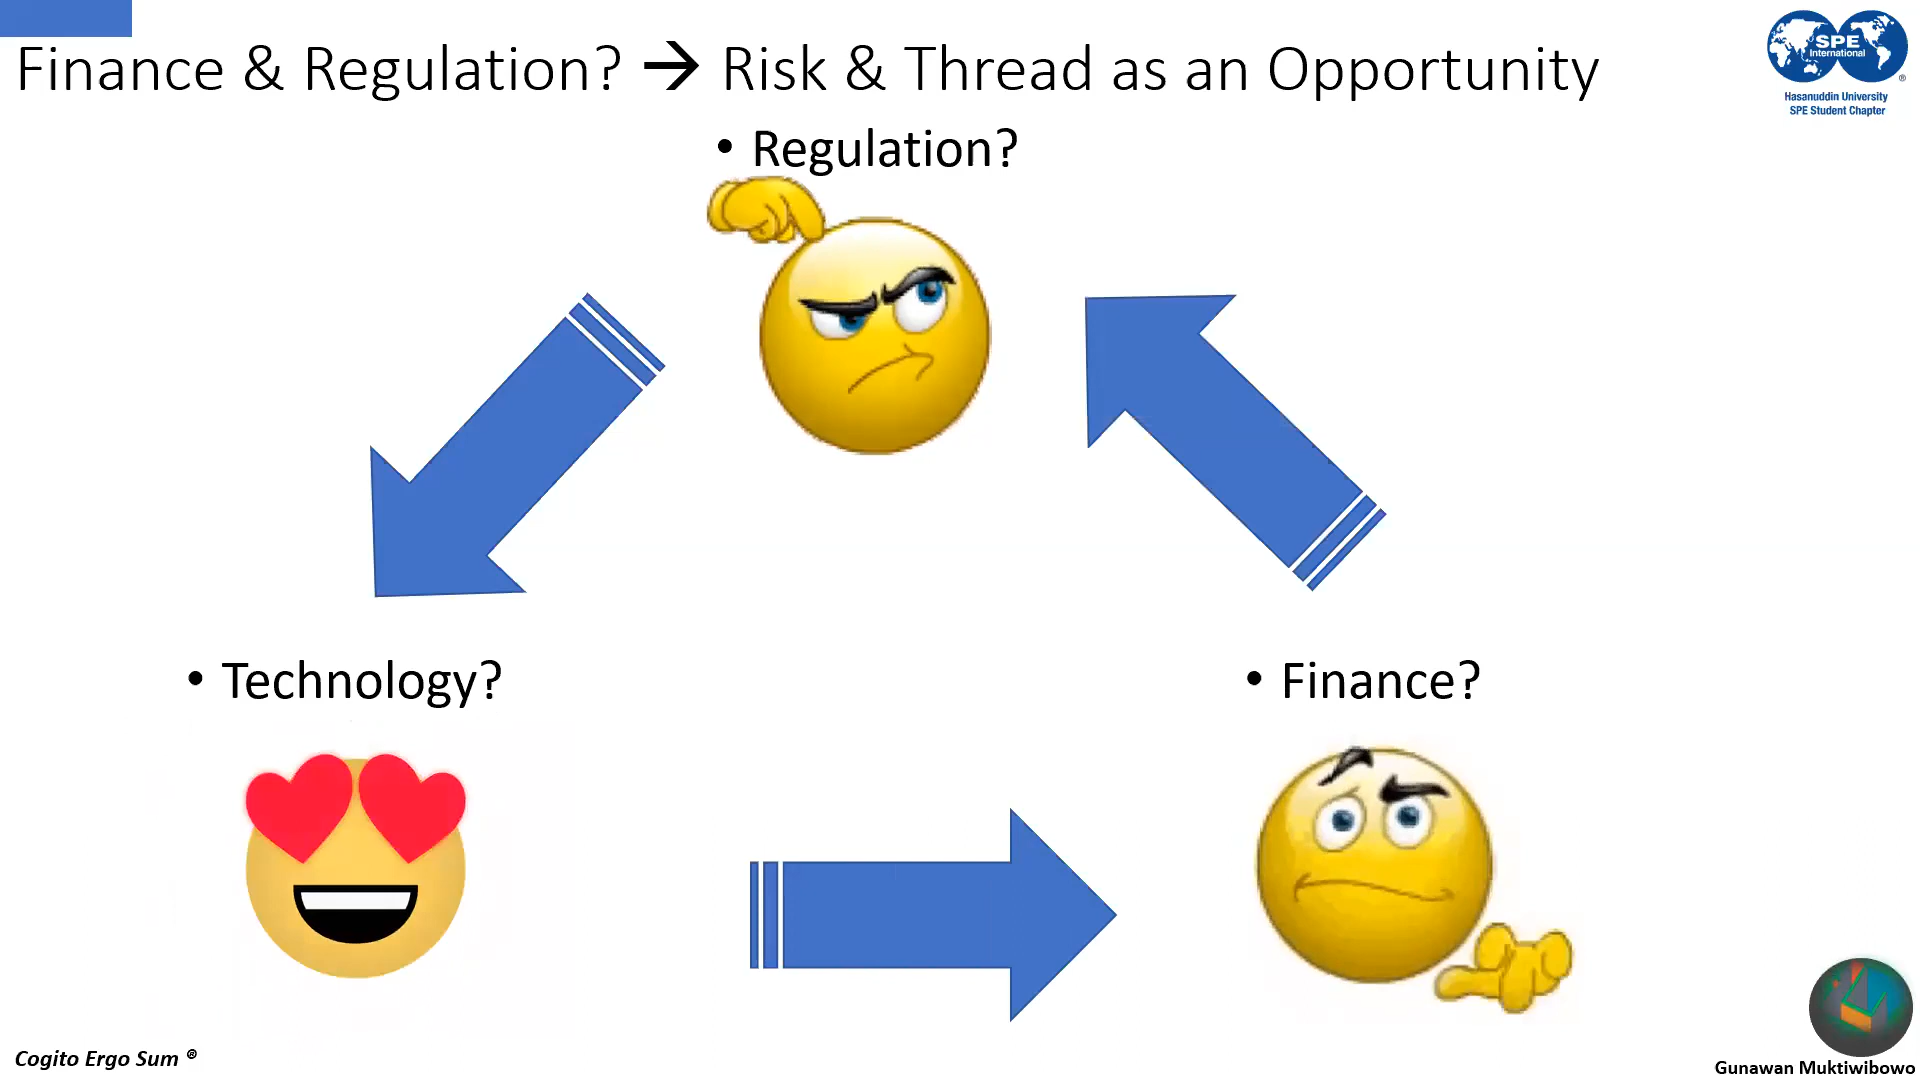 Finance & Regulation? → Risk & Thread as an Opportunity
SPE
International
®
Hasanuddin University
SPE Student Chapter
• Regulation?
• Technology?
• Finance?
Cogito Ergo Sum ®
Gunawan Muktiwibowo